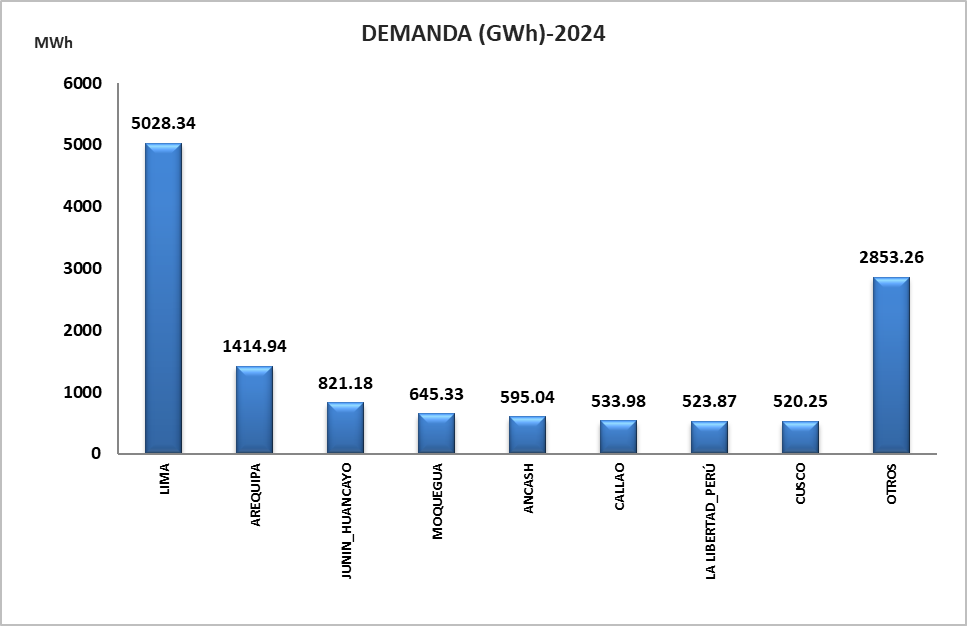 DEMANDA (GWh)-2024
MWh
6000
5000
4000
3000
2000
1000
0
5028.34
1414.94
821.18
645.33
595.04
533.98
523.87
520.25
2853.26
LIMA
AREQUIPA
JUNIN_HUANCAYO
MOQUEGUA
ANCASH
CALLAO
LA LIBERTAD_PERÚ
CUSCO
OTROS